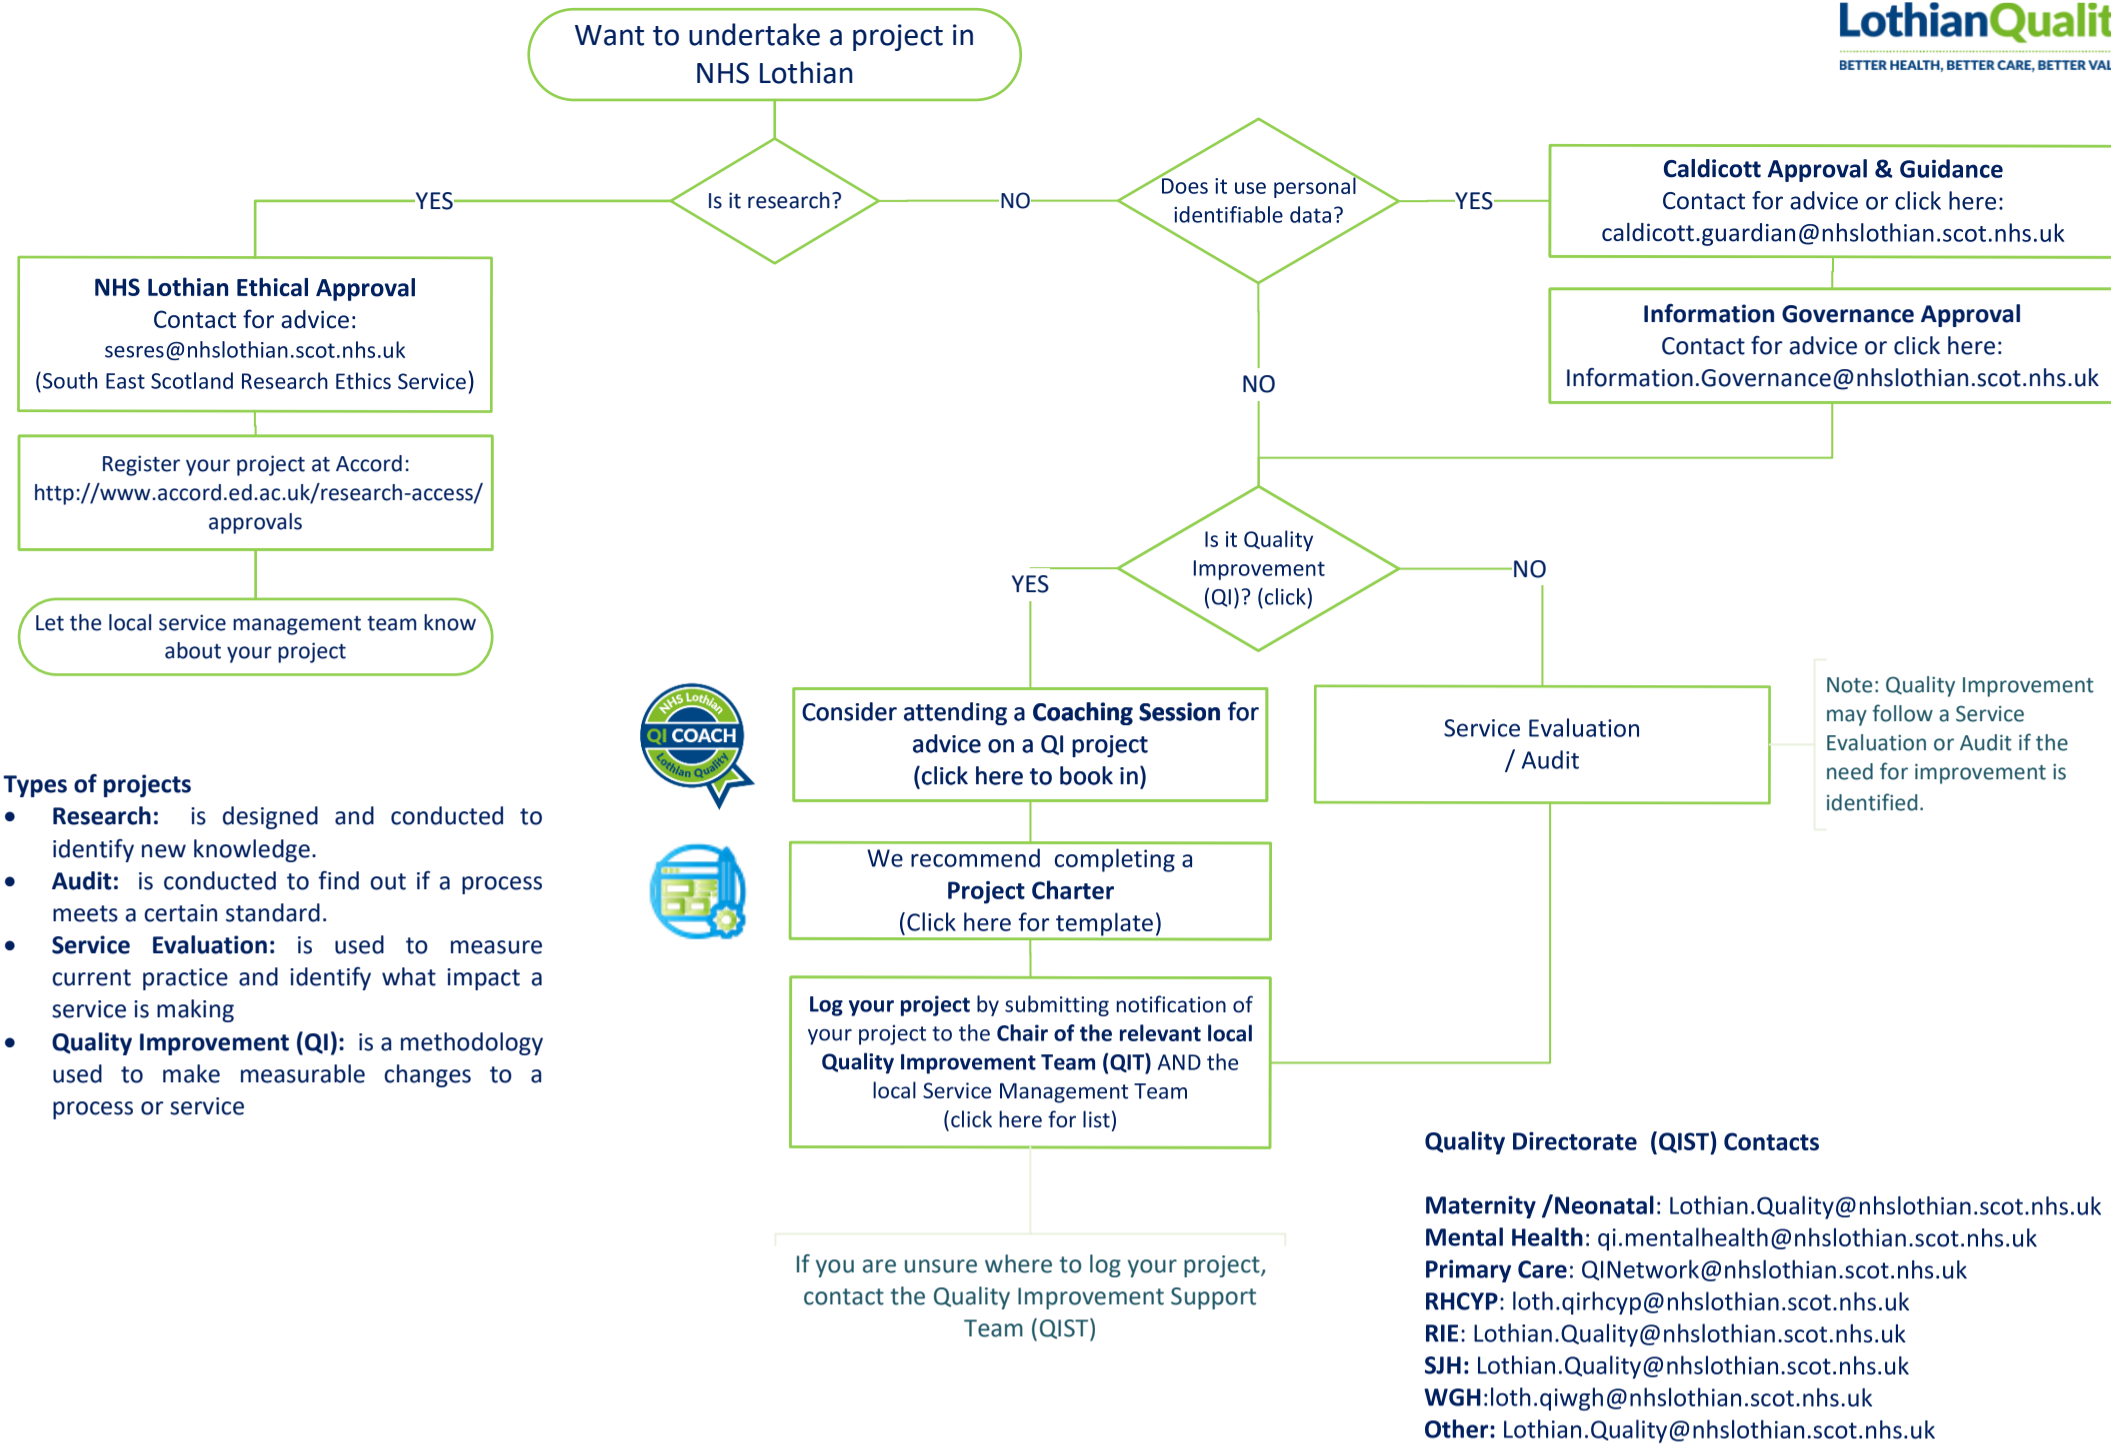 Want to undertake a project in
NHS Lothian
LothianQualit
BETTER HEALTH, BETTER CARE, BETTER VAL
Is it research?
YES
NO
Does it use personal
identifiable data?
YES
NO
Caldicott Approval & Guidance
Contact for advice or click here:
caldicott.guardian@nhslothian.scot.nhs.uk
Information Governance Approval
Contact for advice or click here:
Information.Governance@nhslothian.scot.nhs.uk
NHS Lothian Ethical Approval
Contact for advice:
sesres@nhslothian.scot.nhs.uk
(South East Scotland Research Ethics Service)
Register your project at Accord:
http://www.accord.ed.ac.uk/research-access/
approvals
Let the local service management team know
about your project
Is it Quality
Improvement
(QI)? (click)
YES
NO
NHS Lothian
QI COACH
Lothian Quality
Consider attending a Coaching Session for
advice on a QI project
(click here to book in)
Service Evaluation
/ Audit
Note: Quality Improvement
may follow a Service
Evaluation or Audit if the
need for improvement is
identified.
We recommend completing a
Project Charter
(Click here for template)
Log your project by submitting notification of
your project to the Chair of the relevant local
Quality Improvement Team (QIT) AND the
local Service Management Team
(click here for list)
If you are unsure where to log your project,
contact the Quality Improvement Support
Team (QIST)
Types of projects
• Research: is designed and conducted to
identify new knowledge.
• Audit: is conducted to find out if a process
meets a certain standard.
• Service Evaluation: is used to measure
current practice and identify what impact a
service is making
• Quality Improvement (QI): is a methodology
used to make measurable changes to a
process or service
Quality Directorate (QIST) Contacts
Maternity /Neonatal: Lothian.Quality@nhslothian.scot.nhs.uk
Mental Health: qi.mentalhealth@nhslothian.scot.nhs.uk
Primary Care: QINetwork@nhslothian.scot.nhs.uk
RHCYP: loth.qirhcyp@nhslothian.scot.nhs.uk
RIE: Lothian.Quality@nhslothian.scot.nhs.uk
SJH: Lothian.Quality@nhslothian.scot.nhs.uk
WGH:loth.qiwgh@nhslothian.scot.nhs.uk
Other: Lothian.Quality@nhslothian.scot.nhs.uk